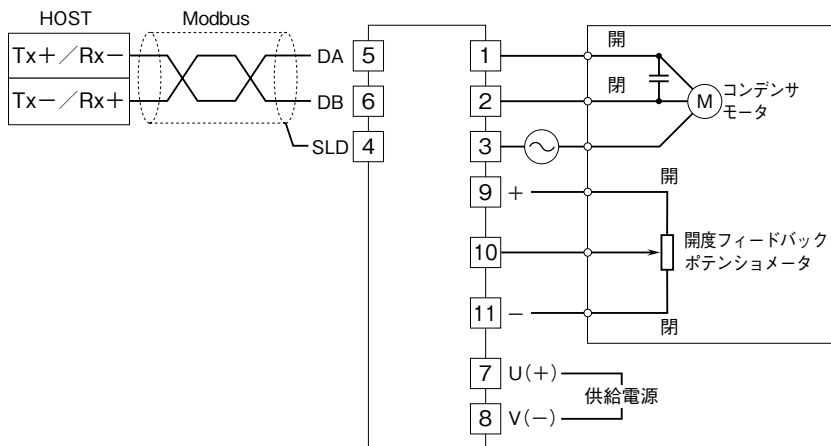 HOST
Modbus
Tx+／Rx−
Tx−／Rx+
DA
DB
SLD
5
6
4
1
2
3
9
+
10
11
−
7
U(+)
8
V(−)
供給電源
開
閉
M
コンデンサ
モータ
開
開度フィードバック
ポテンショメータ
閉